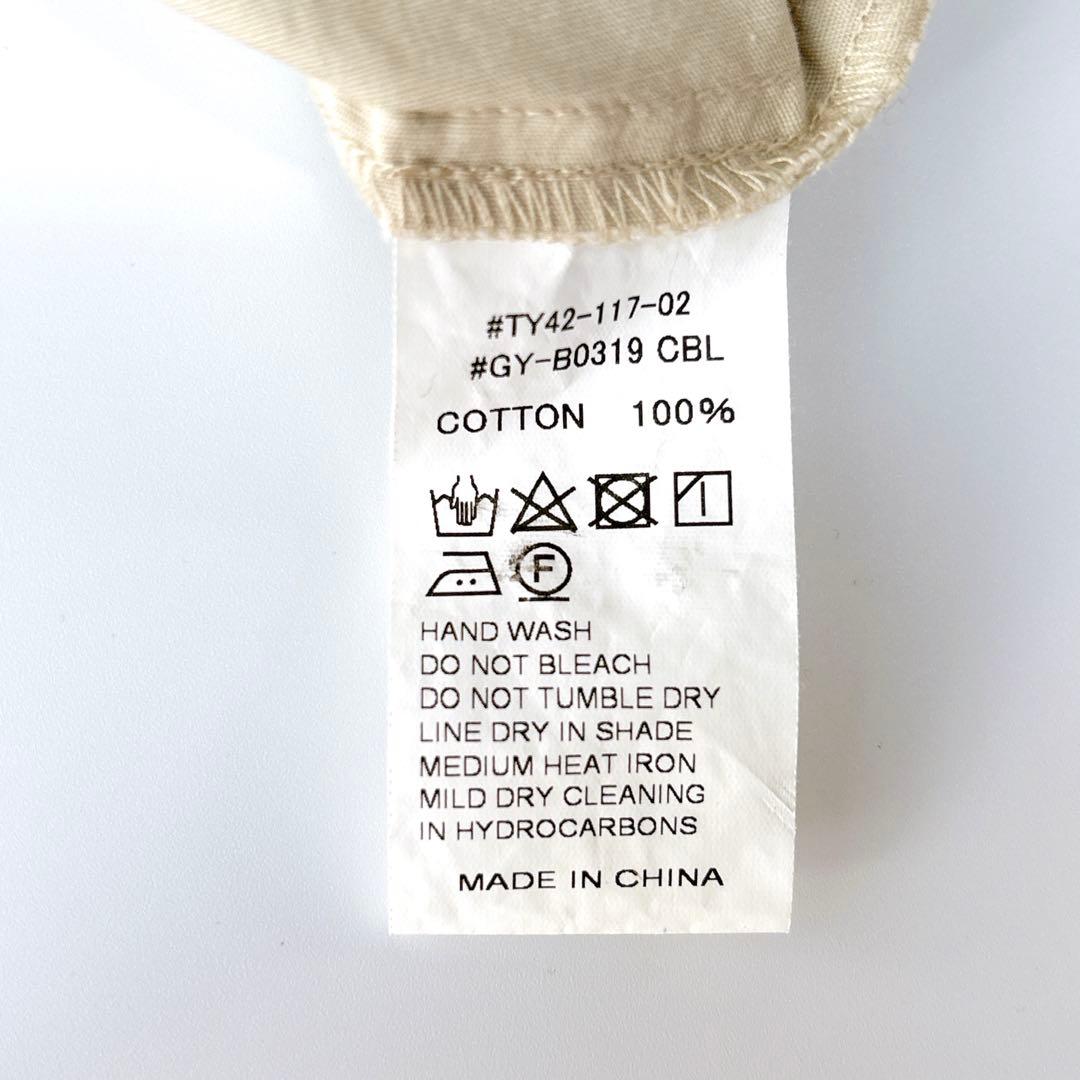 #TY42-117-02
#GY-B0319 CBL
COTTON 100%
F
HAND WASH
DO NOT BLEACH
DO NOT TUMBLE DRY
LINE DRY IN SHADE
MEDIUM HEAT IRON
MILD DRY CLEANING
IN HYDROCARBONS
MADE IN CHINA